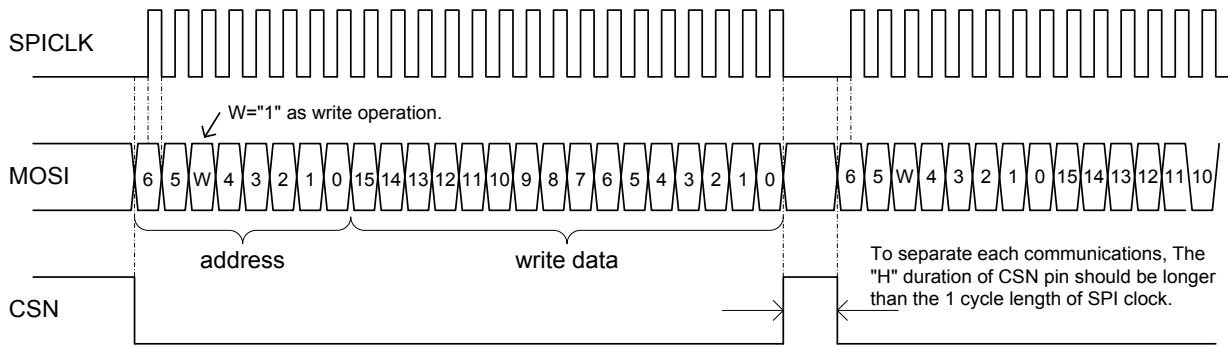 SPICLK
W="1" as write operation.
MOSI
6 5 W 4 3 2 1 0 15 14 13 12 11 10 9 8 7 6 5 4 3 2 1 0 6 5 W 4 3 2 1 0 15 14 13 12 11 10
address
write data
To separate each communications, The
"H" duration of CSN pin should be longer
than the 1 cycle length of SPI clock.
CSN